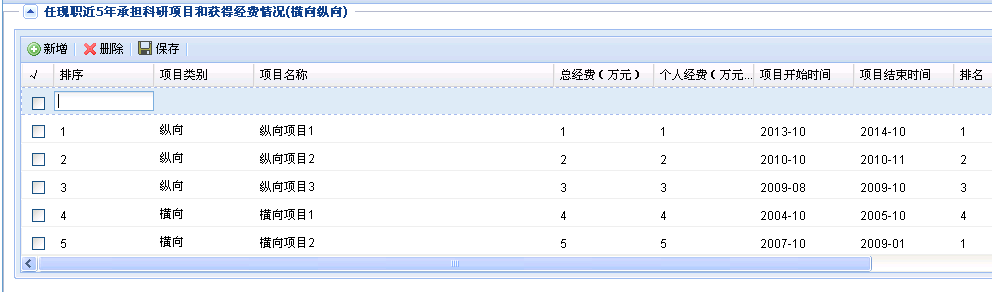 任现职近5年承担科研项目和获得经费情况(横向纵向)
新增 删除 保存
√ 排序 项目类别 项目名称 总经费（万元） 个人经费（万元... 项目开始时间 项目结束时间 排名
1 纵向 纵向项目1 1 1 2013-10 2014-10 1
2 纵向 纵向项目2 2 2 2010-10 2010-11 2
3 纵向 纵向项目3 3 3 2009-08 2009-10 3
4 横向 横向项目1 4 4 2004-10 2005-10 4
5 横向 横向项目2 5 5 2007-10 2009-01 1